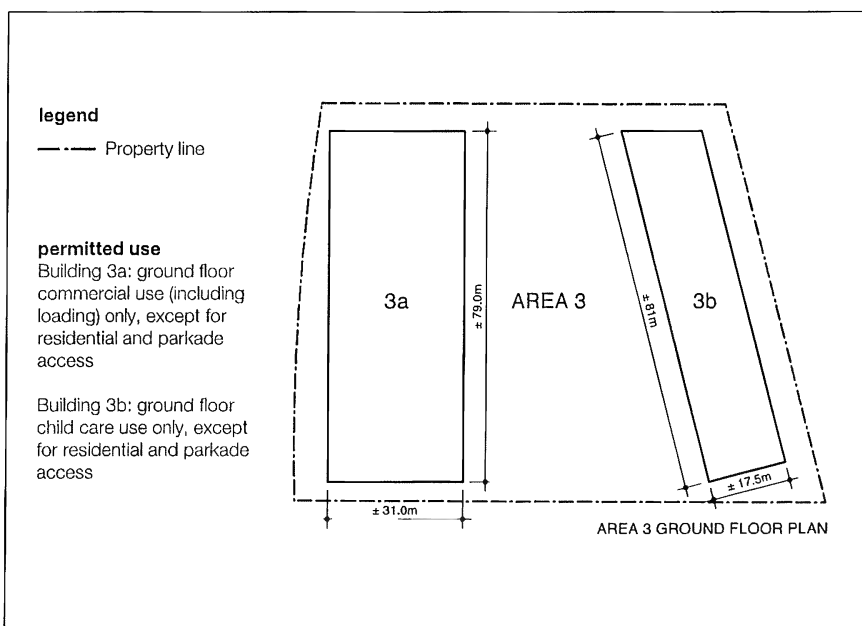 legend
Property line
permitted use
Building 3a: ground floor
commercial use (including
loading) only, except for
residential and parkade
access
Building 3b: ground floor
child care use only, except
for residential and parkade
access
3a
± 79.0m
AREA 3
± 81m
3b
± 31.0m
± 17.5m
AREA 3 GROUND FLOOR PLAN